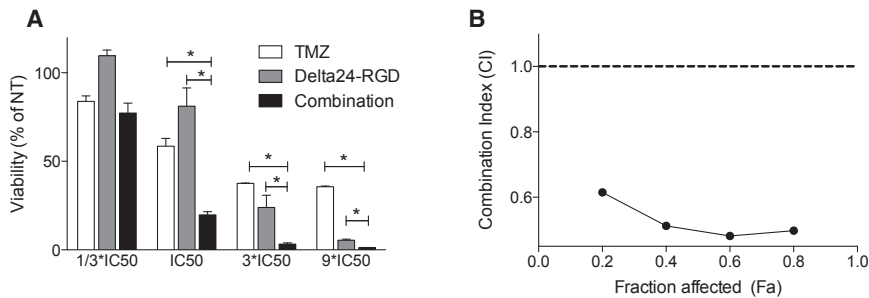 A
Viability (% of NT)
100
50
0
1/3*IC50
IC50
3*IC50
9*IC50
TMZ
Delta24-RGD
Combination
*
*
*
*
*
*
B
Combination Index (CI)
1.0
0.8
0.6
0.0
0.2
0.4
0.6
0.8
1.0
Fraction affected (Fa)